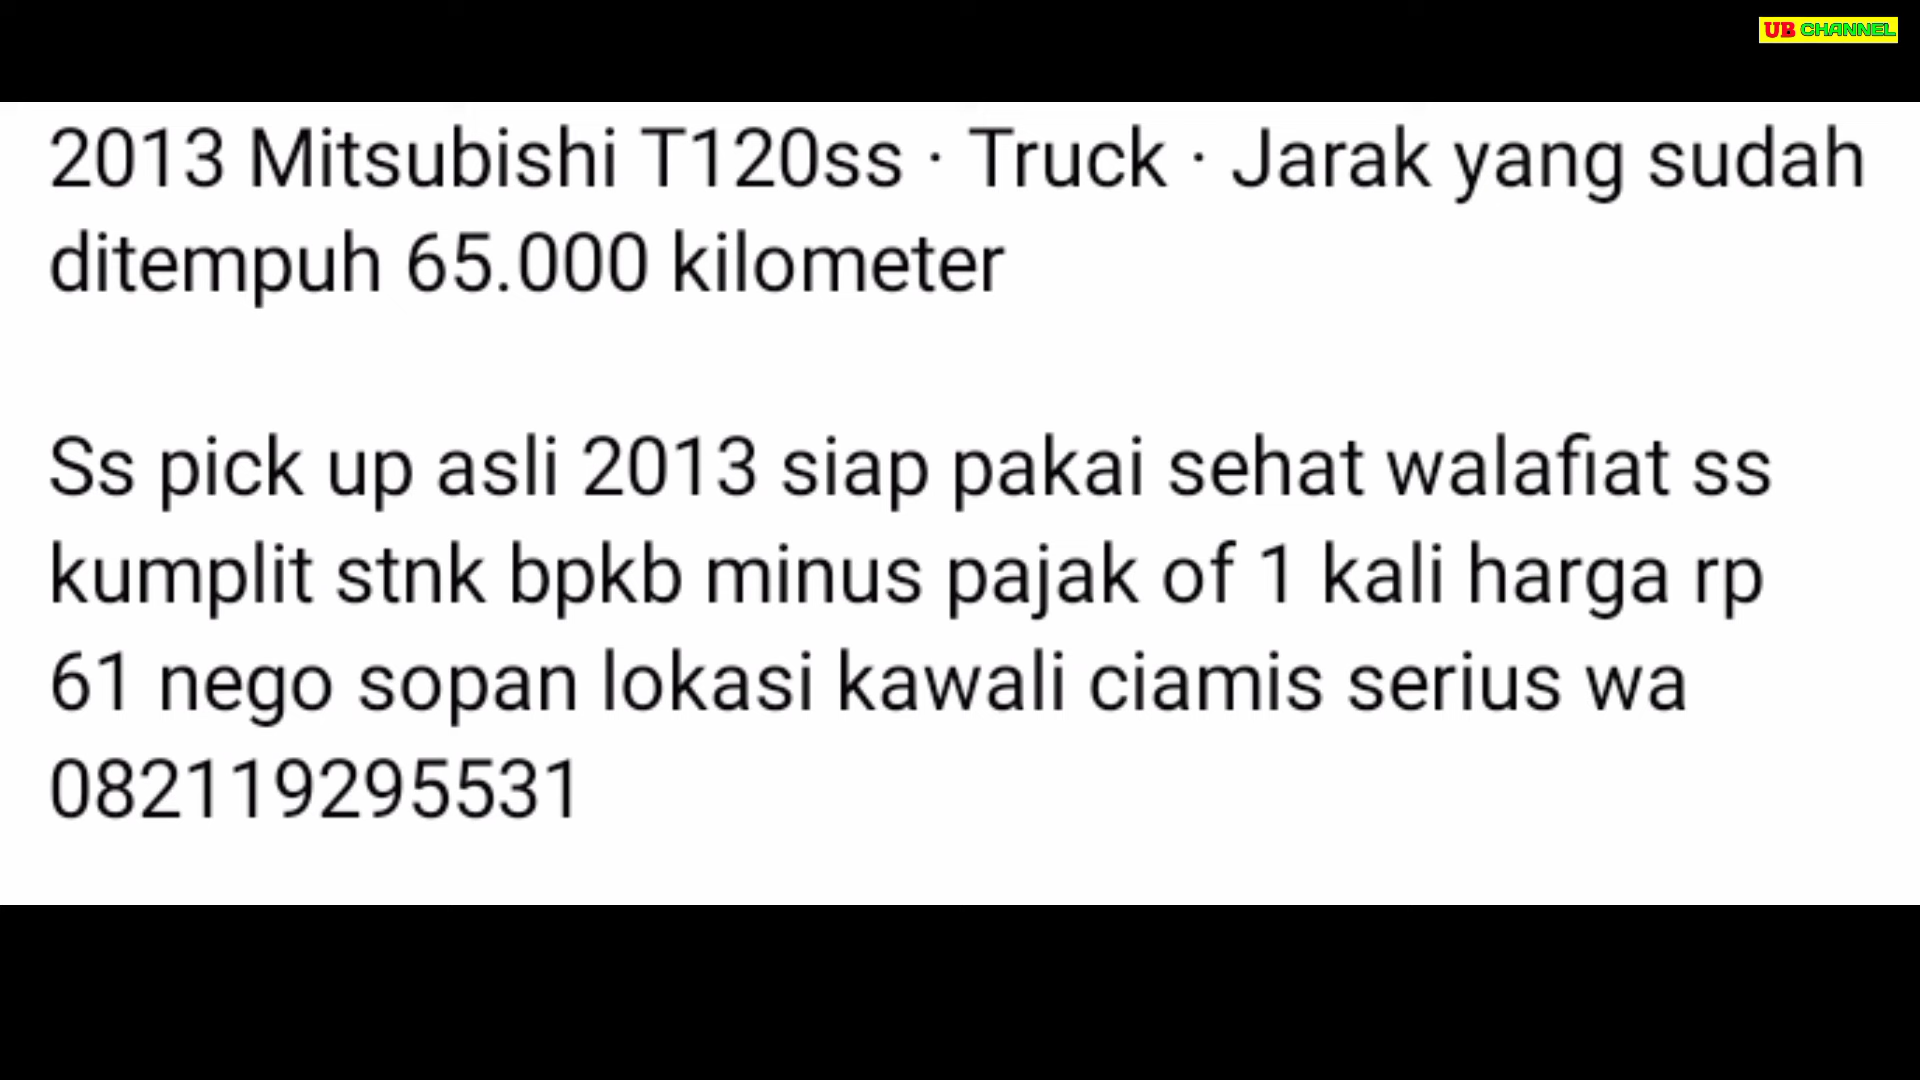 UB CHANNEL
2013 Mitsubishi T120ss · Truck · Jarak yang sudah
ditempuh 65.000 kilometer
Ss pick up asli 2013 siap pakai sehat walafiat ss
kumplit stnk bpkb minus pajak of 1 kali harga rp
61 nego sopan lokasi kawali ciamis serius wa
082119295531